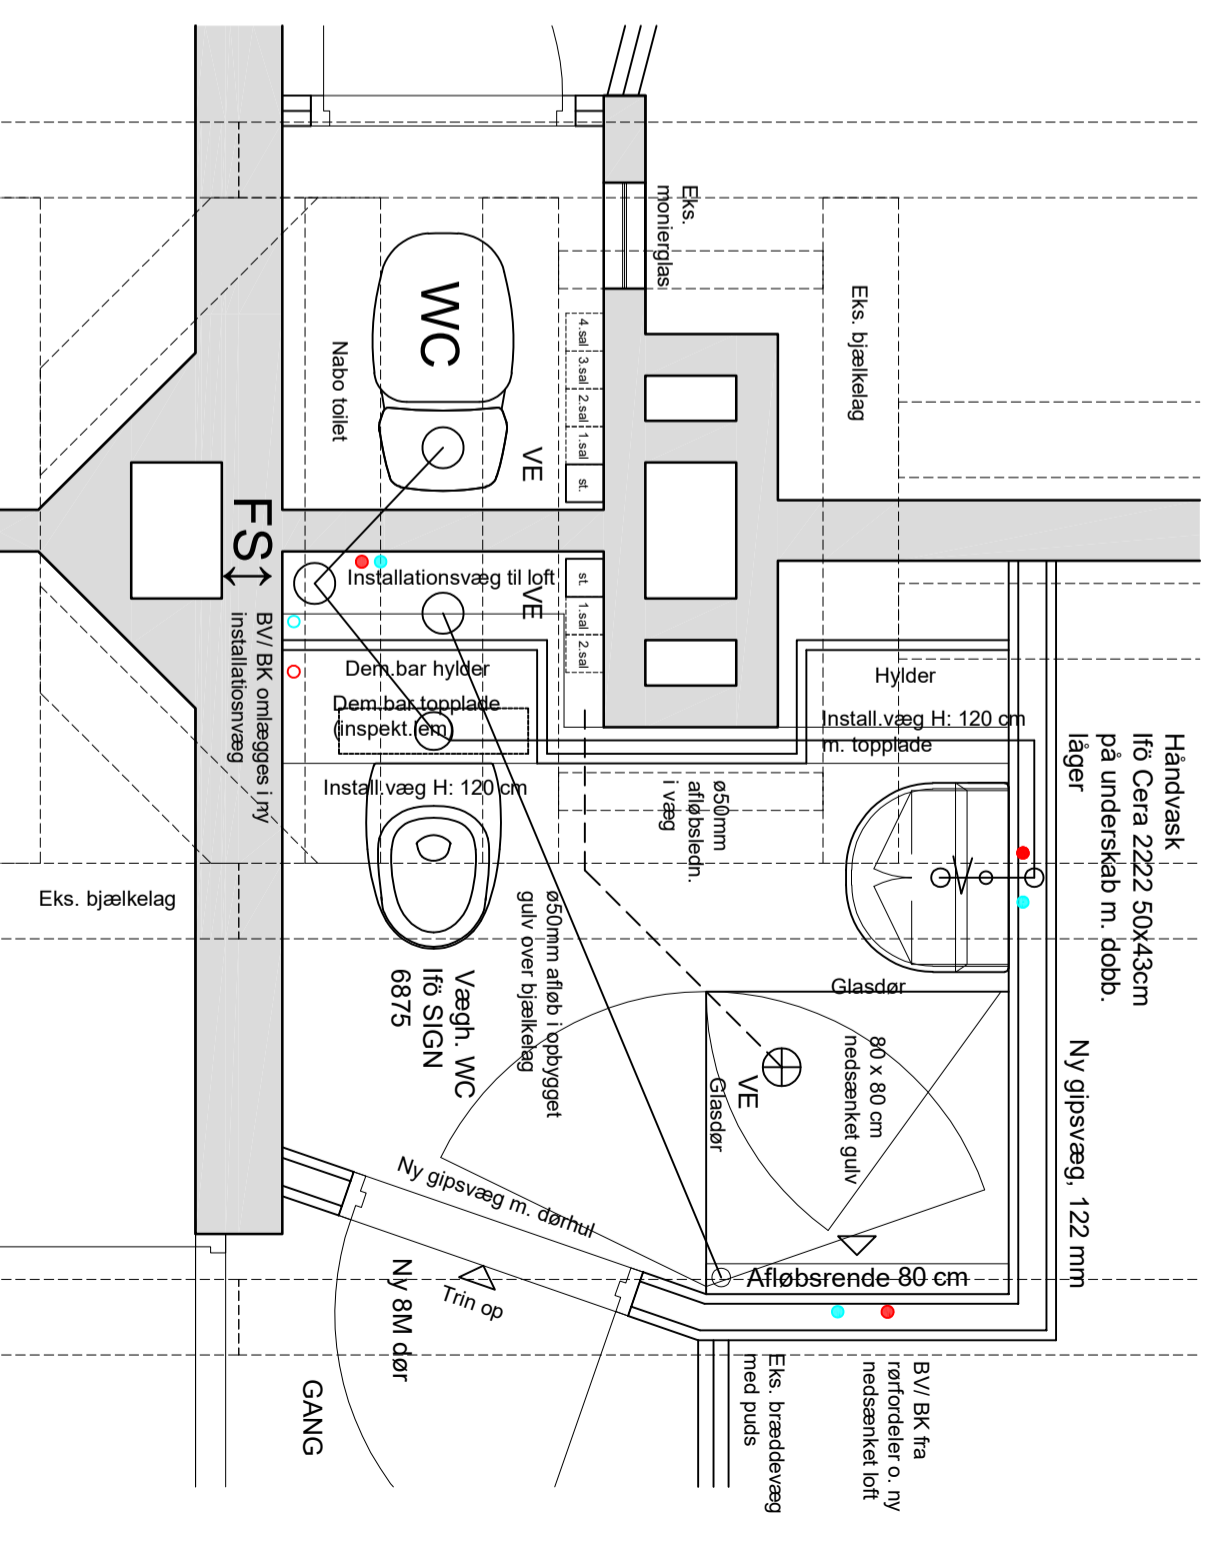 Eks.
monierglas
Eks. bjælkelag
WC
Nabo toilet
VE
4.sal
3.sal
2.sal
1.sal
st.
FS
BV/ BK omlægges i ny
installationsvæg
Installationsvæg til loft
VE
st.
1.sal
2.sal
Dem.bar hylder
Dem.bar topplade
(inspekt.lem)
Install.væg H: 120 cm
Hylder
Install.væg H: 120 cm
m. topplade
Håndvask
Ifö Cera 2222 50x43cm
på underskab m. dobb.
låger
ø50mm
afløbsledn.
i væg
Eks. bjælkelag
ø50mm afløb i opbygget
gulv over bjælkelag
Vægh. WC
Ifö SIGN
6875
Glasdør
80 x 80 cm
nedsænket gulv
VE
Glasdør
Ny gipsvæg, 122 mm
Ny gipsvæg m. dørhul
Afløbsrende 80 cm
Trin op
Ny 8M dør
GANG
Eks. bræddevæg
med puds
BV/ BK fra
rørfordeler o. ny
nedsænket loft